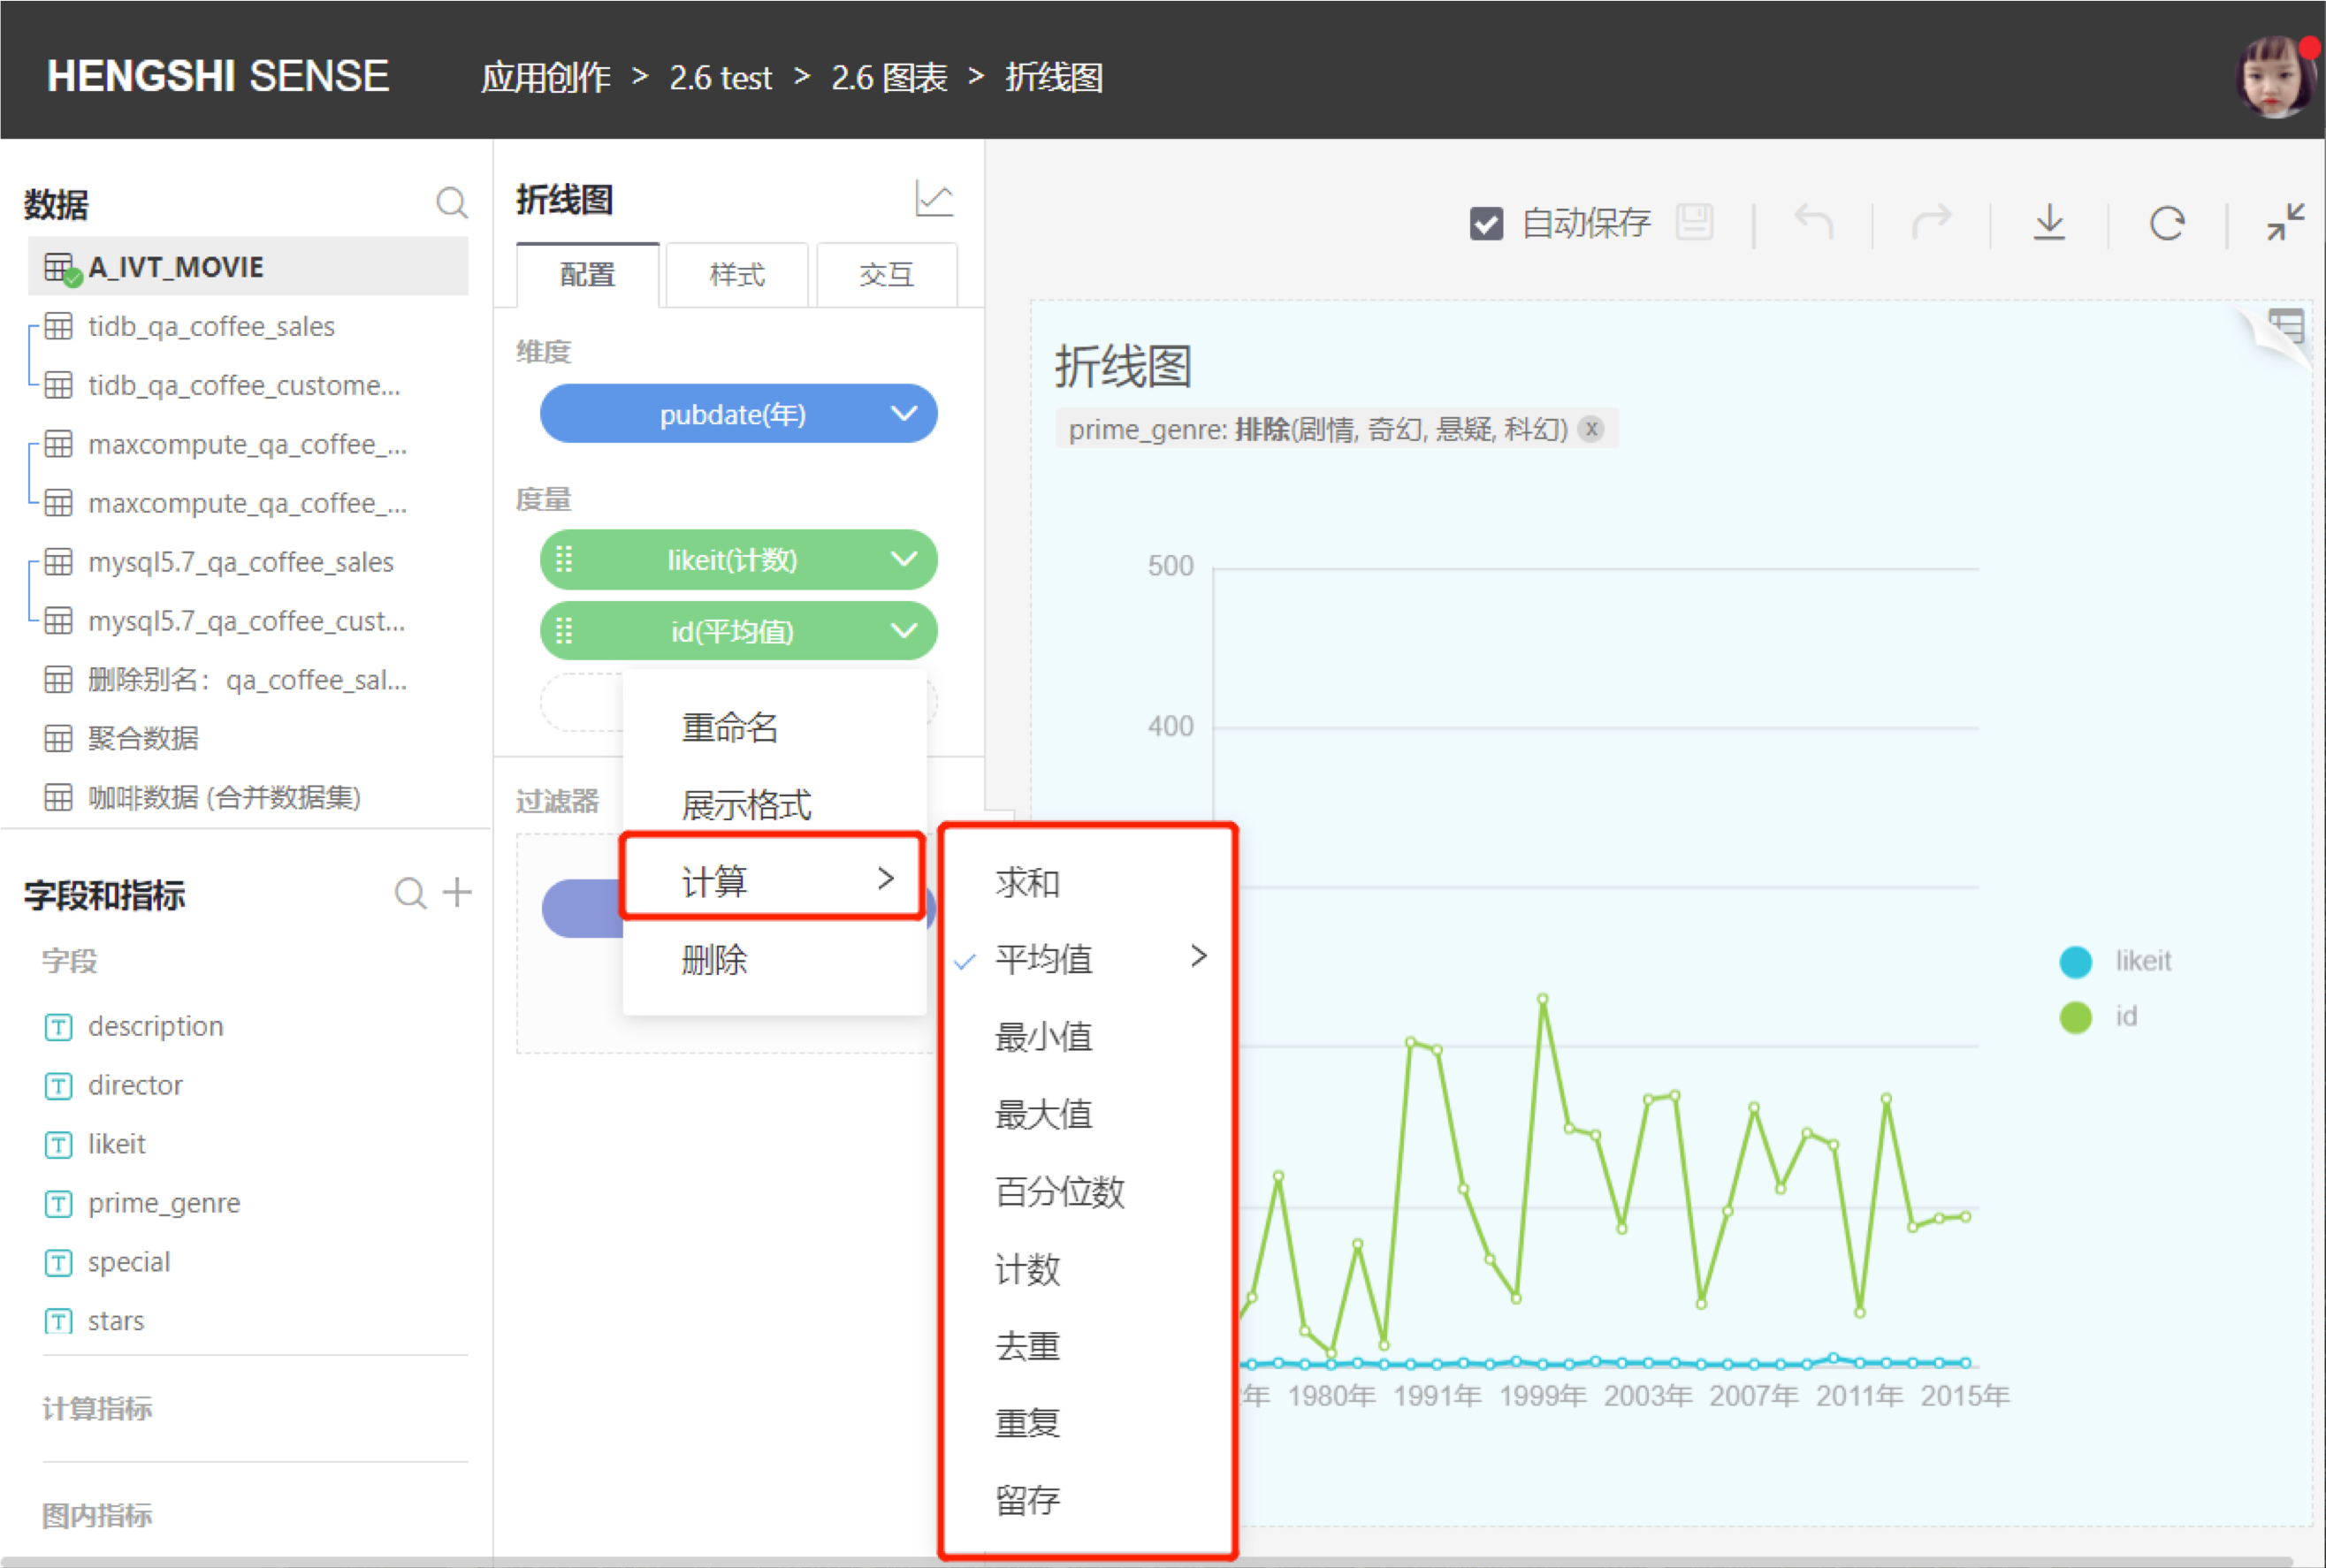 HENGSHI SENSE
应用创作 > 2.6 test > 2.6 图表 > 折线图
数据
A_IVT_MOVIE
tidb_qa_coffee_sales
tidb_qa_coffee_custome...
maxcompute_qa_coffee_...
maxcompute_qa_coffee_...
mysql5.7_qa_coffee_sales
mysql5.7_qa_coffee_cust...
删除别名：qa_coffee_sal...
聚合数据
咖啡数据 (合并数据集)
字段和指标
字段
T description
T director
T likeit
T prime_genre
T special
T stars
计算指标
图内指标
折线图
配置 样式 交互
维度
pubdate(年)
度量
likeit(计数)
id(平均值)
过滤器
重命名
展示格式
计算
删除
求和
平均值
最小值
最大值
百分位数
计数
去重
重复
留存
自动保存
折线图
prime_genre: 排除(剧情, 奇幻, 悬疑, 科幻) x
500
400
likeit
id
年 1980年 1991年 1999年 2003年 2007年 2011年 2015年